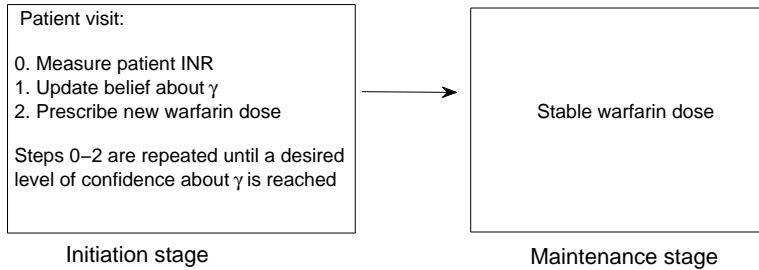 Patient visit:
0. Measure patient INR
1. Update belief about γ
2. Prescribe new warfarin dose
Steps 0−2 are repeated until a desired
level of confidence about γ is reached
Initiation stage
Stable warfarin dose
Maintenance stage